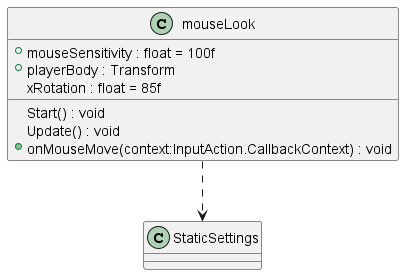 C mouseLook
mouseSensitivity : float = 100f
playerBody : Transform
xRotation : float = 85f
Start() : void
Update() : void
onMouseMove(context:InputAction.CallbackContext) : void
C StaticSettings